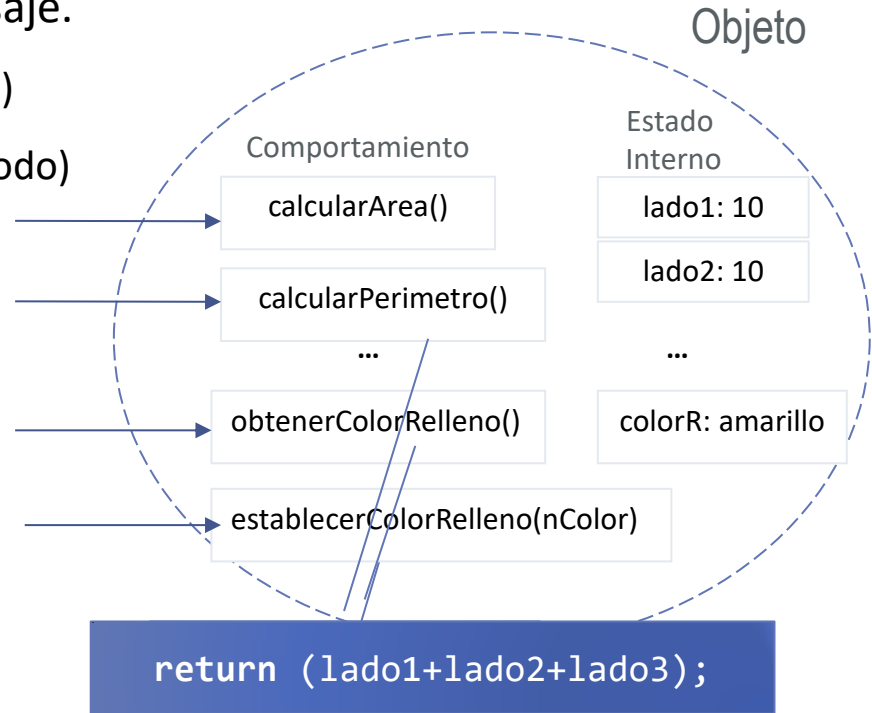 saje.
)
odo)
Objeto
Comportamiento
calcularArea()
calcularPerimetro()
...
obtenerColorRelleno()
establecerColorRelleno(nColor)
Estado
Interno
lado1: 10
lado2: 10
...
colorR: amarillo
return (lado1+lado2+lado3);